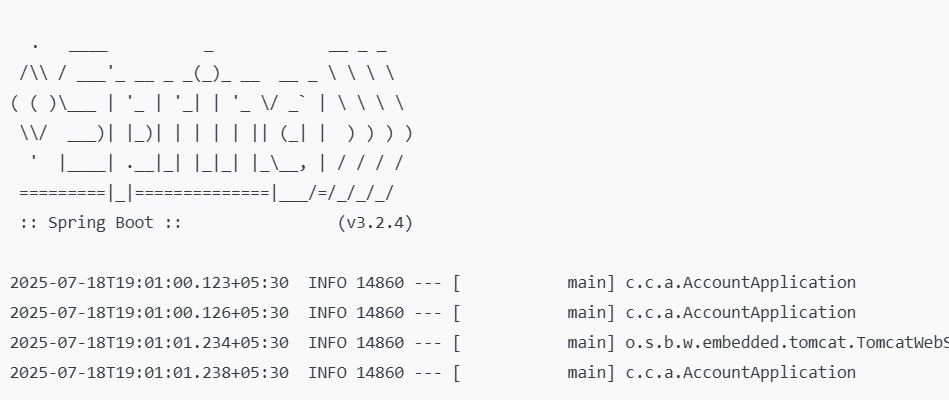 .   ____          _            __ _ _
 /\\ / ___'_ __ _ _(_)_ __  __ _ \ \ \ \
( ( )\___ | '_ | '_| | '_ \/ _` | \ \ \ \
 \\/  ___)| |_)| | | | | || (_| |  ) ) ) )
  '  |____| .__|_| |_|_| |_\__, | / / / /
 =========|_|==============|___/=/_/_/_/
 :: Spring Boot ::                (v3.2.4)

2025-07-18T19:01:00.123+05:30  INFO 14860 --- [           main] c.c.a.AccountApplication
2025-07-18T19:01:00.126+05:30  INFO 14860 --- [           main] c.c.a.AccountApplication
2025-07-18T19:01:01.234+05:30  INFO 14860 --- [           main] o.s.b.w.embedded.tomcat.TomcatWebS
2025-07-18T19:01:01.238+05:30  INFO 14860 --- [           main] c.c.a.AccountApplication